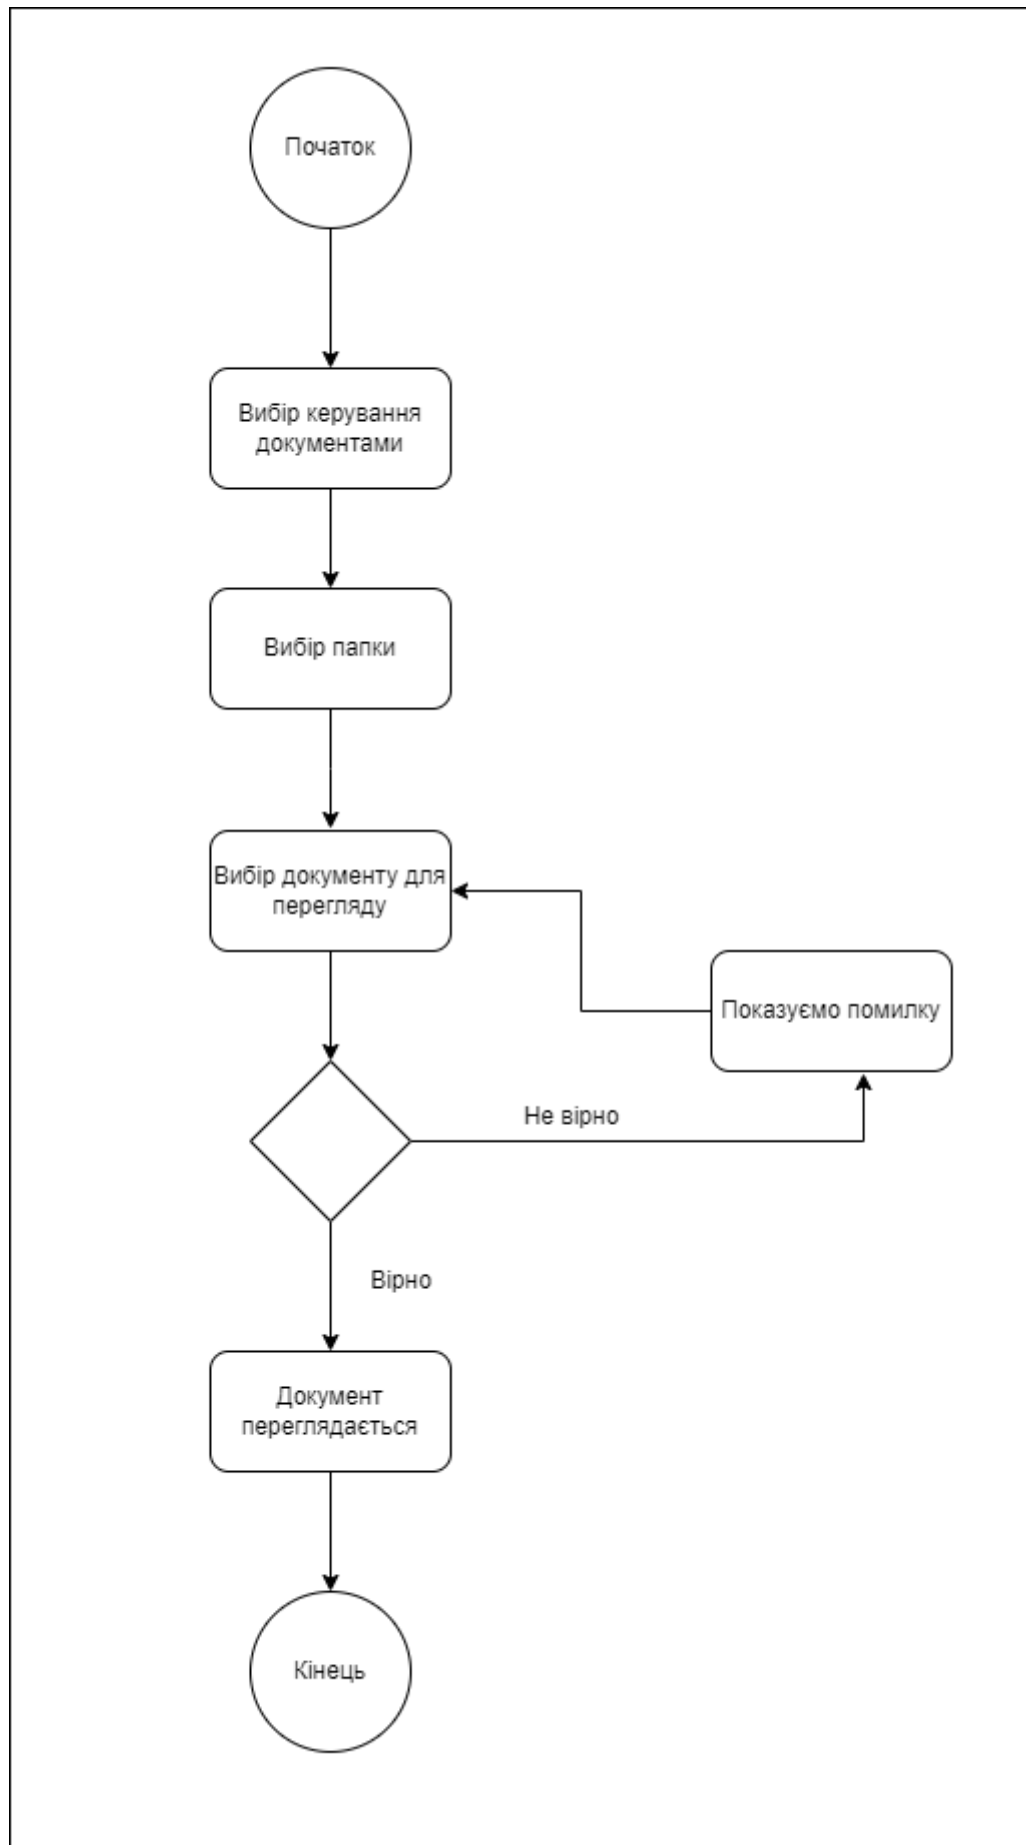 Початок
Вибір керування
документами
Вибір папки
Вибір документу для
перегляду
Показуємо помилку
Не вірно
Вірно
Документ
переглядається
Кінець